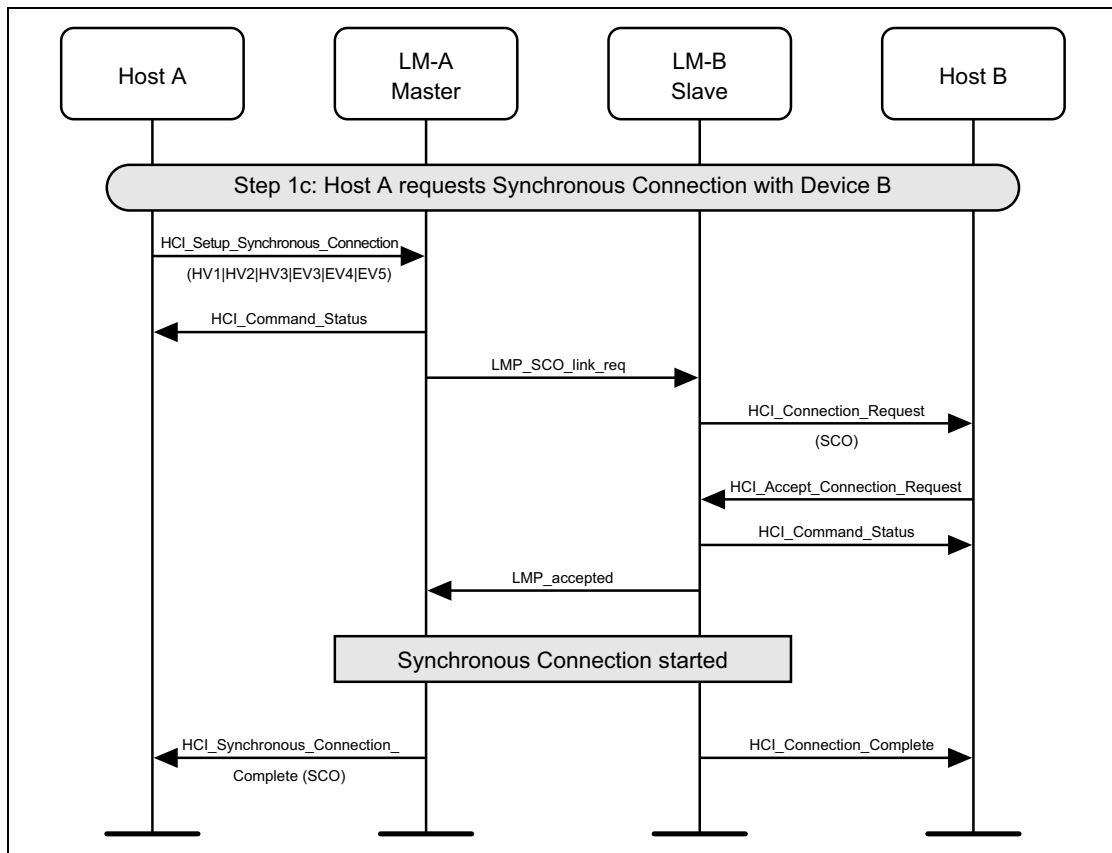 Host A
LM-A
Master
LM-B
Slave
Host B
Step 1c: Host A requests Synchronous Connection with Device B
HCI_Setup_Synchronous_Connection
(HV1|HV2|HV3|EV3|EV4|EV5)
HCI_Command_Status
LMP_SCO_link_req
HCI_Connection_Request
(SCO)
HCI_Accept_Connection_Request
HCI_Command_Status
LMP_accepted
Synchronous Connection started
HCI_Synchronous_Connection_
Complete (SCO)
HCI_Connection_Complete